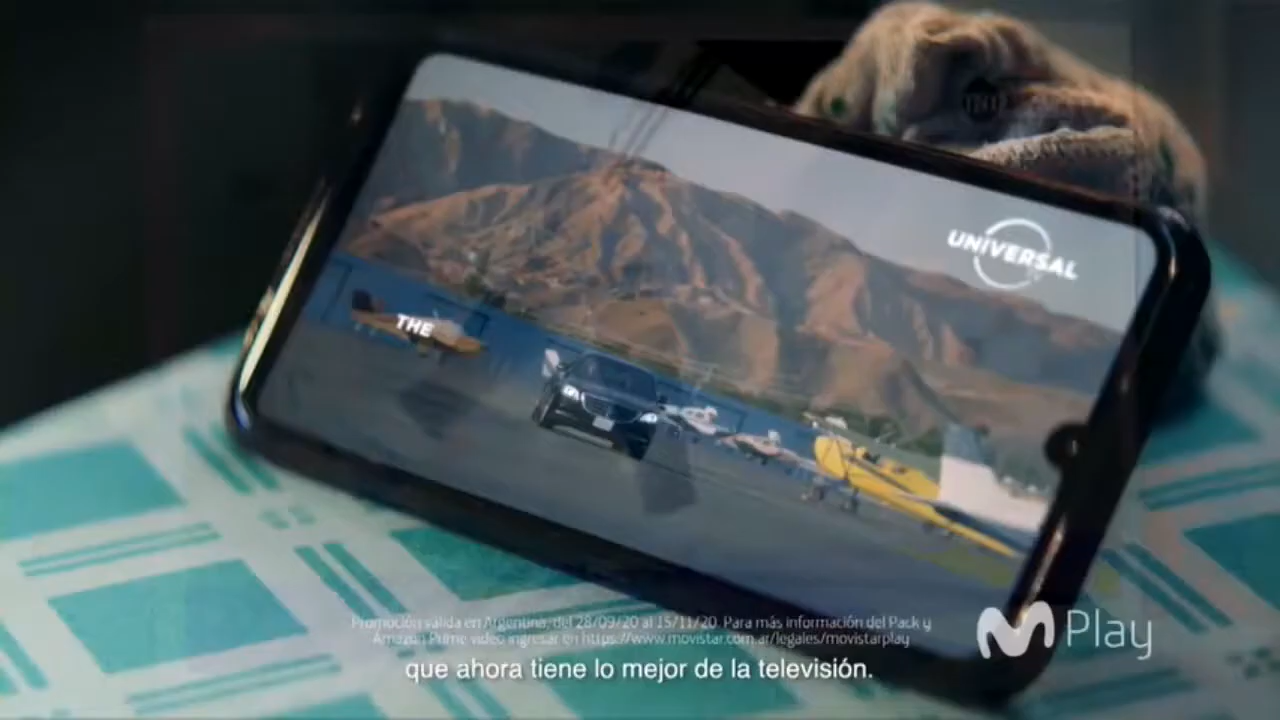 UNIVERSAL
THE
Promoción válida en Argentina, del 28/09/20 al 15/11/20. Para más información del Pack y
Amazon Prime video ingresar en https://www.movistar.com.ar/legales/movistarplay
Play
que ahora tiene lo mejor de la televisión.